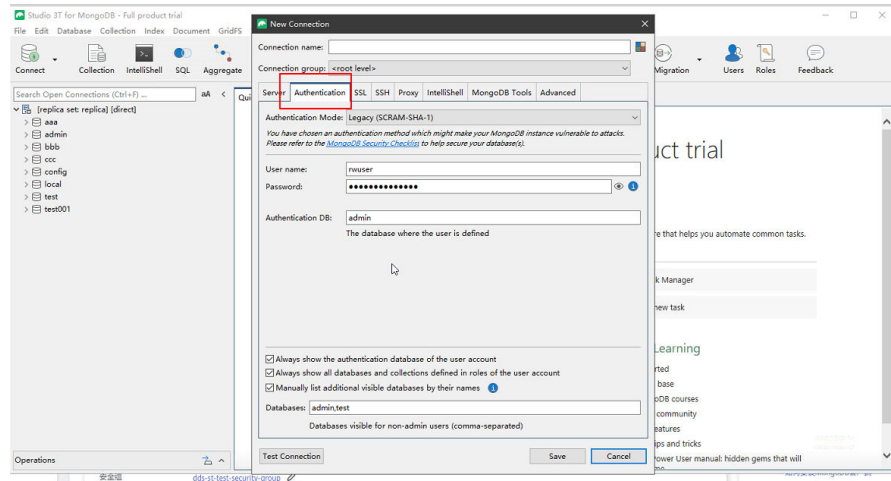 Studio 3T for MongoDB - Full product trial
File Edit Database Collection Index Document GridFS
Connect Collection IntelliShell SQL Aggregate
Migration Users Roles Feedback
Search Open Connections (Ctrl+F) ...
aA
Qui
[replica set: replica] [direct]
aaa
admin
bbb
ccc
config
local
test
test001
Operations
New Connection
Connection name:
Connection group: <root level>
Server Authentication SSL SSH Proxy IntelliShell MongoDB Tools Advanced
Authentication Mode: Legacy (SCRAM-SHA-1)
You have chosen an authentication method which might make your MongoDB instance vulnerable to attacks.
Please refer to the MongoDB Security Checklist to help secure your database(s).
User name: rwuser
Password: ••••••••••••••
Authentication DB: admin
The database where the user is defined
Always show the authentication database of the user account
Always show all databases and collections defined in roles of the user account
Manually list additional visible databases by their names
Databases: admin,test
Databases visible for non-admin users (comma-separated)
Test Connection Save Cancel
uct trial
re that helps you automate common tasks.
k Manager
new task
Learning
rted
base
oDB courses
community
eatures
ips and tricks
Power User manual: hidden gems that will
安全组 dds-st-test-security-group